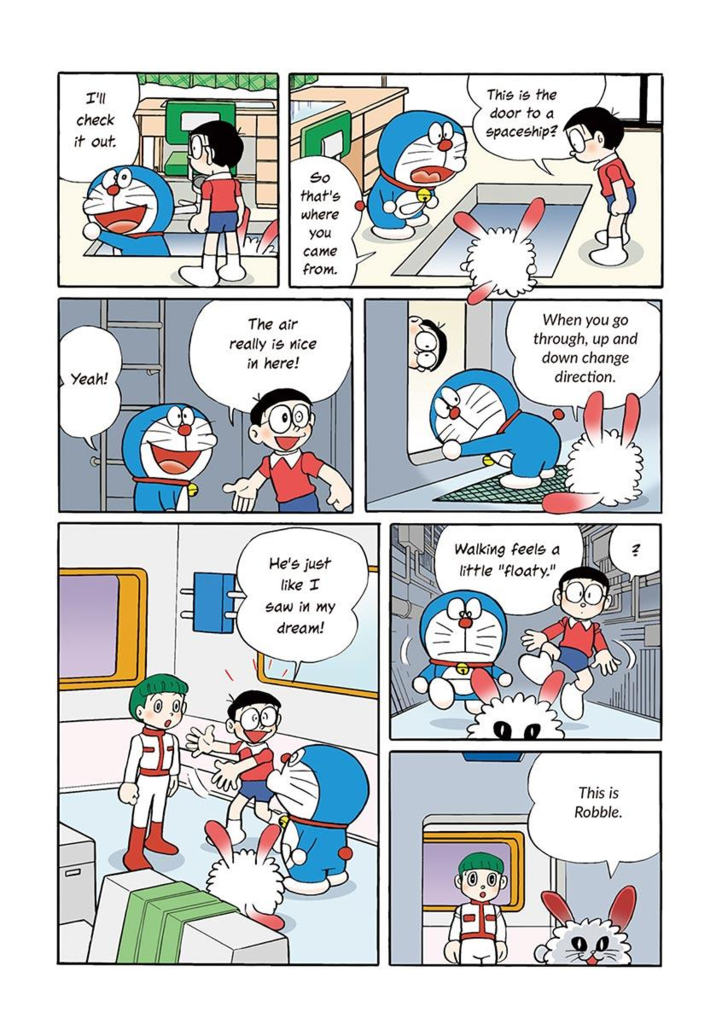 This is the
door to a
spaceship?
So
that's
where
you
came
from.
I'll
check
it out.
When you go
through, up and
down change
direction.
The air
really is nice
in here!
Yeah!
?
Walking feels a
little "floaty."
This is
Robble.
He's just
like I
saw in my
dream!